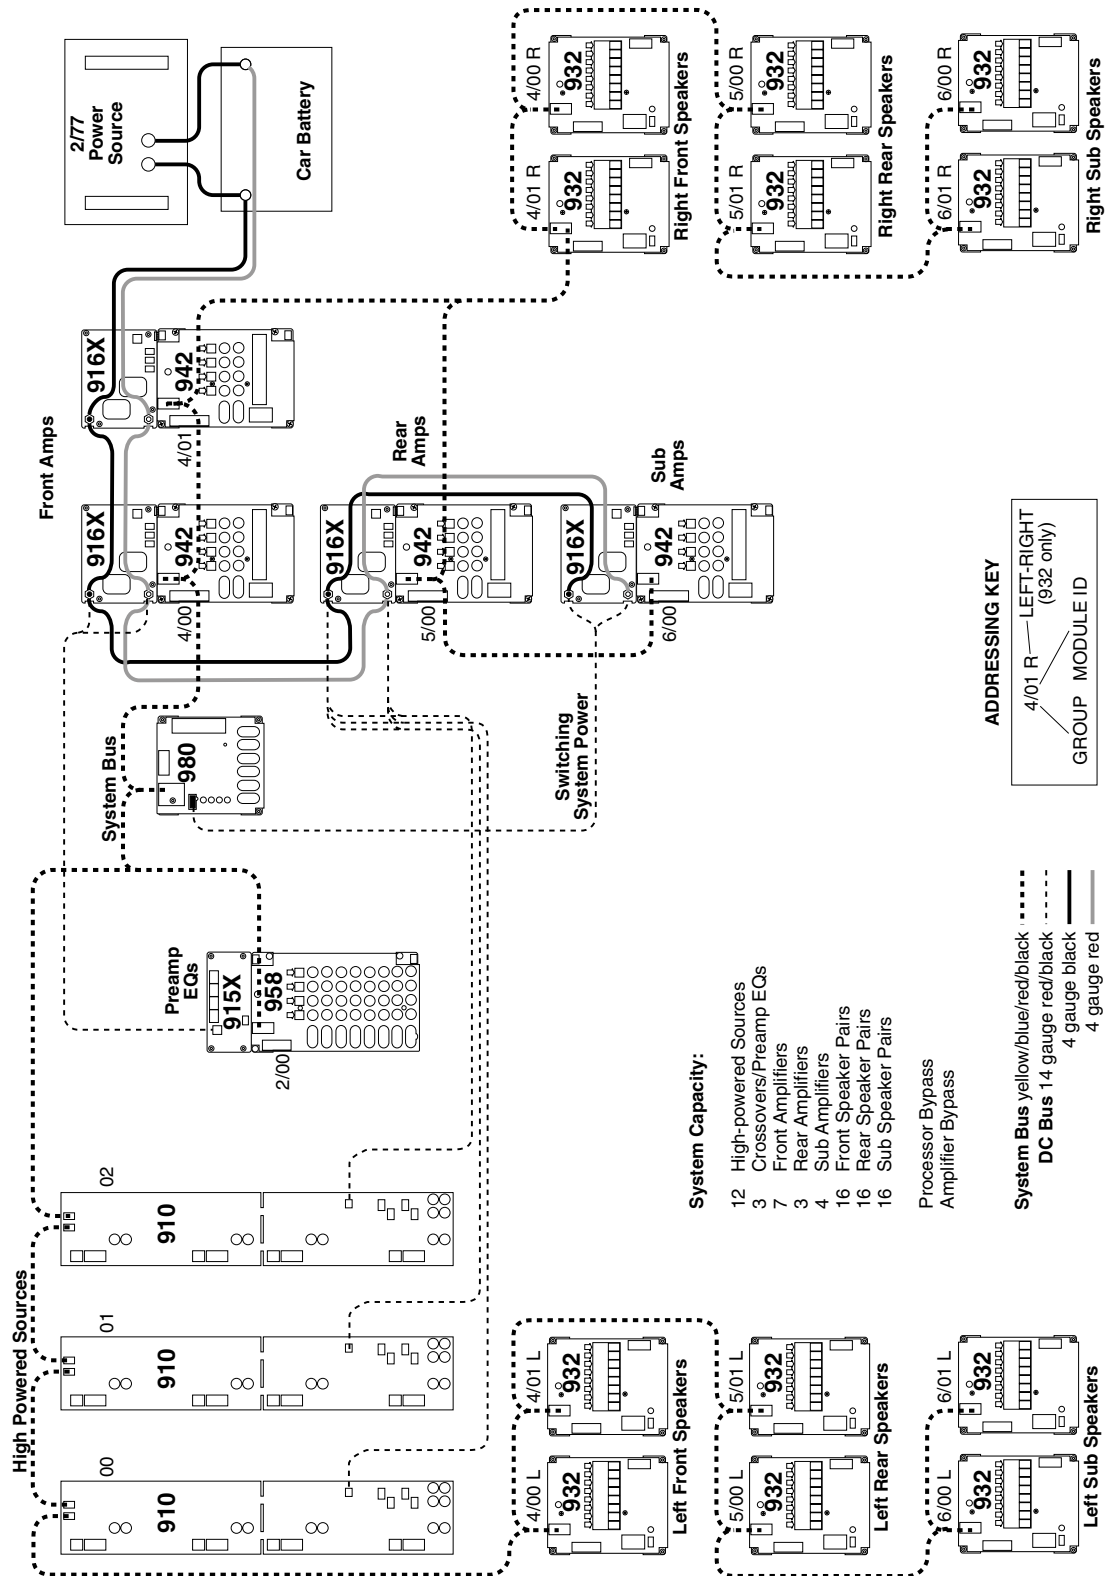 High Powered Sources
00
01
02
910
910
910
Preamp
EQs
915X
958
2/00
System Bus
980
Front Amps
916X
942
4/00
916X
942
4/01
2/77
Power
Source
Car Battery
Rear
Amps
916X
942
5/00
Sub
Amps
916X
942
6/00
Switching
System Power
4/00 L
932
4/01 L
932
Left Front Speakers
5/00 L
932
5/01 L
932
Left Rear Speakers
6/00 L
932
6/01 L
932
Left Sub Speakers
4/01 R
932
4/00 R
932
Right Front Speakers
5/01 R
932
5/00 R
932
Right Rear Speakers
6/01 R
932
6/00 R
932
Right Sub Speakers
System Capacity:
12 High-powered Sources
3 Crossovers/Preamp EQs
7 Front Amplifiers
3 Rear Amplifiers
4 Sub Amplifiers
16 Front Speaker Pairs
16 Rear Speaker Pairs
16 Sub Speaker Pairs
Processor Bypass
Amplifier Bypass
System Bus yellow/blue/red/black
DC Bus 14 gauge red/black
4 gauge black
4 gauge red
ADDRESSING KEY
4/01 R LEFT-RIGHT
(932 only)
GROUP MODULE ID